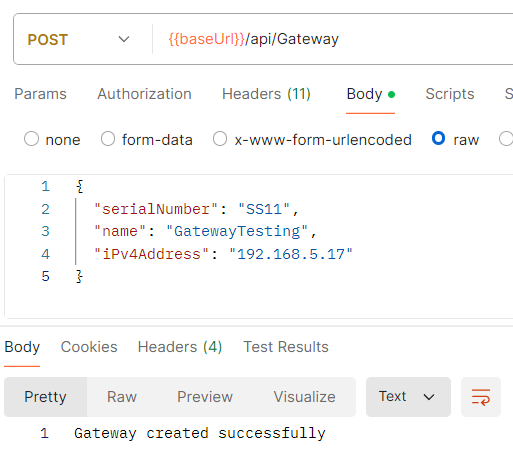 POST {{baseUrl}}/api/Gateway
Params Authorization Headers (11) Body Scripts S
none form-data x-www-form-urlencoded raw
1 {
2 "serialNumber": "SS11",
3 "name": "GatewayTesting",
4 "iPv4Address": "192.168.5.17"
5 }
Body Cookies Headers (4) Test Results
Pretty Raw Preview Visualize Text
1 Gateway created successfully